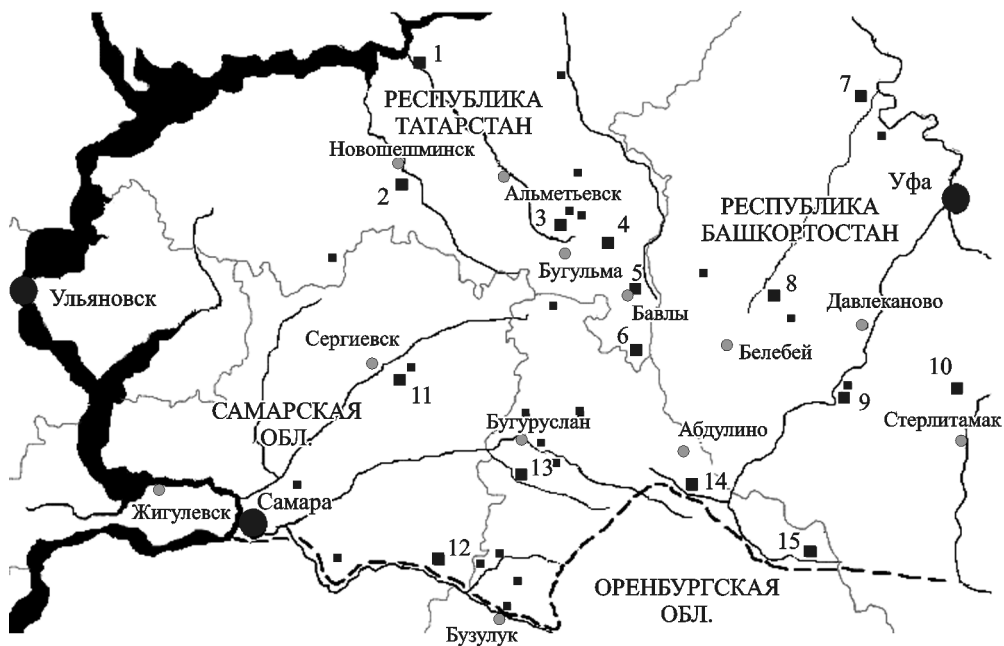 1
7
РЕСПУБЛИКА
ТАТАРСТАН
Новошешминск
2
Альметьевск
Уфа
РЕСПУБЛИКА
БАШКОРТОСТАН
3
4
Бугульма
5
Бавлы
8
Ульяновск
Давлеканово
6
Белебей
Сергиевск
11
10
9
САМАРСКАЯ
ОБЛ.
Бугуруслан
Абдулино
Стерлитамак
13
14
Жигулевск
Самара
12
15
ОРЕНБУРГСКАЯ
ОБЛ.
Бузулук